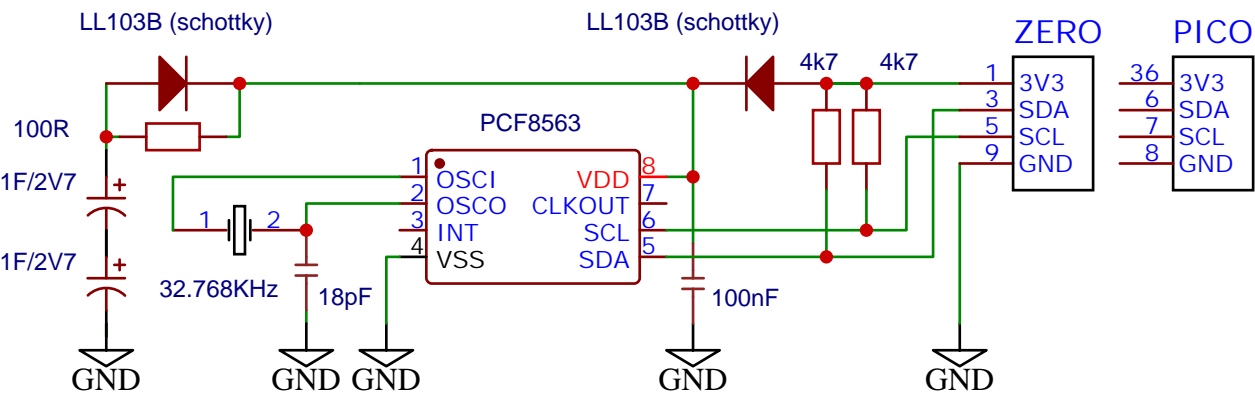 LL103B (schottky)
LL103B (schottky)
ZERO
PICO
4k7
4k7
1 3V3
3 SDA
5 SCL
9 GND
36 3V3
6 SDA
7 SCL
8 GND
100R
PCF8563
1F/2V7
1F/2V7
1 OSCI
2 OSCO
3 INT
4 VSS
VDD 8
CLKOUT 7
SCL 6
SDA 5
1 2
32.768KHz
18pF
100nF
GND
GND
GND
GND
GND